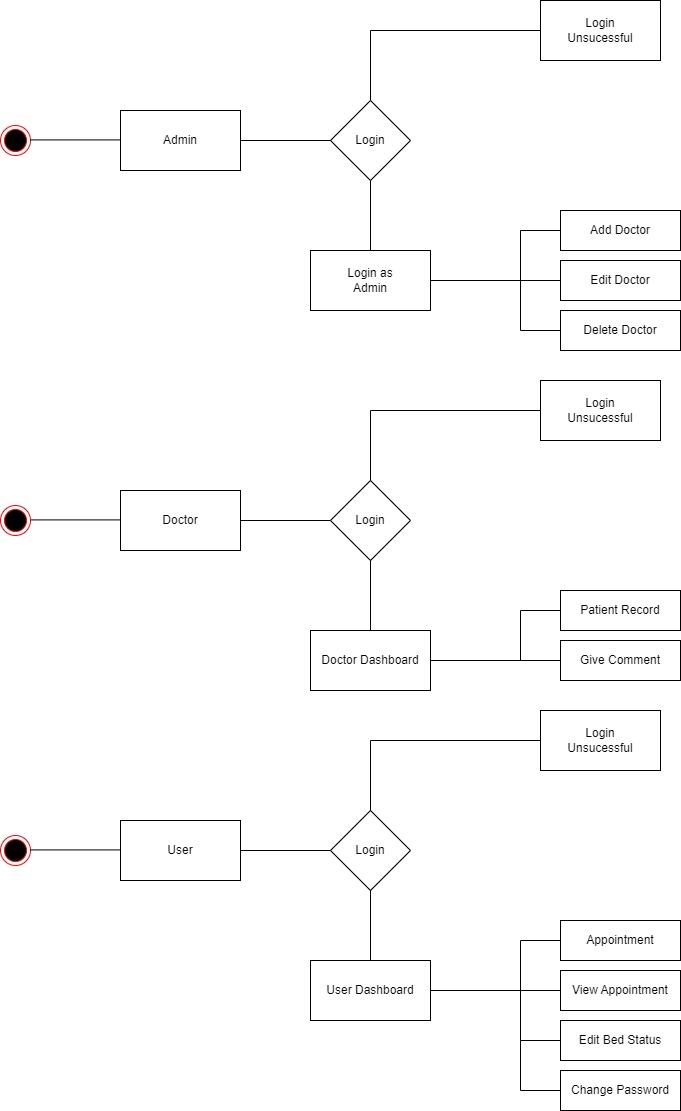 Login
Unsucessful
Admin
Login
Login as
Admin
Add Doctor
Edit Doctor
Delete Doctor
Login
Unsucessful
Doctor
Login
Doctor Dashboard
Patient Record
Give Comment
Login
Unsucessful
User
Login
User Dashboard
Appointment
View Appointment
Edit Bed Status
Change Password